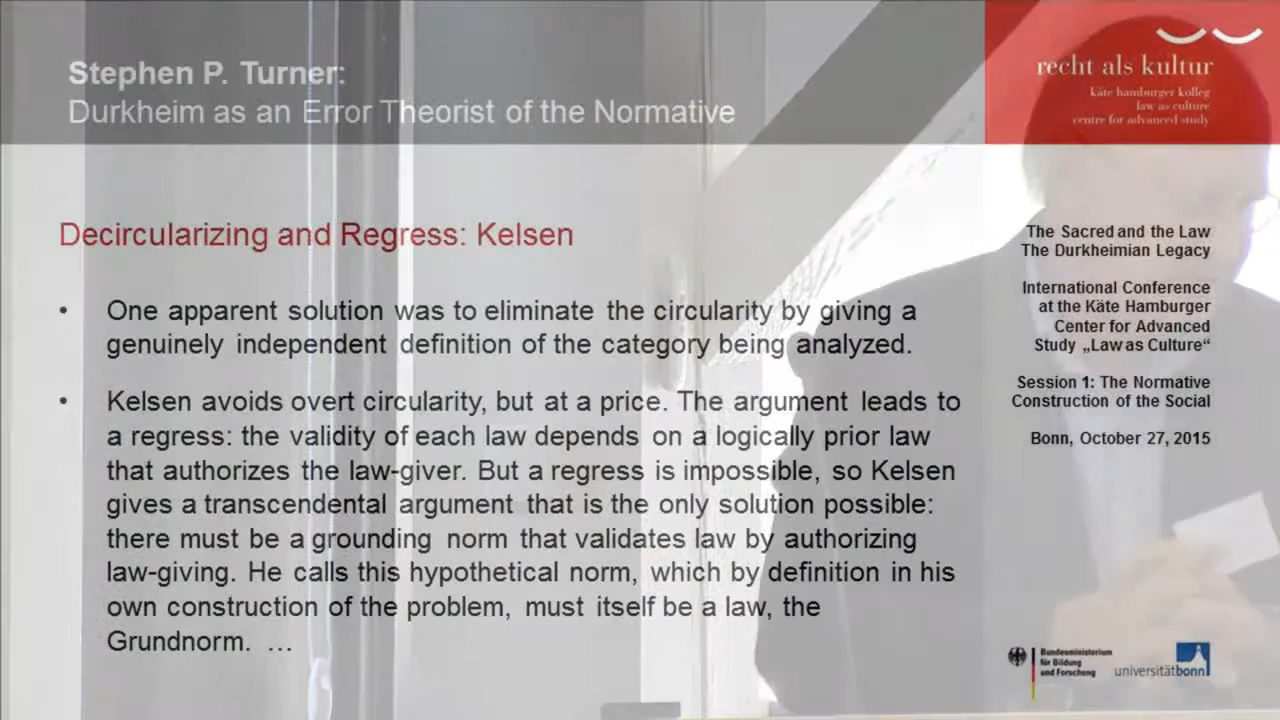 Stephen P. Turner:
Durkheim as an Error Theorist of the Normative
recht als kultur
käte hamburger kolleg
law as culture
centre for advanced study
Decircularizing and Regress: Kelsen
• One apparent solution was to eliminate the circularity by giving a
genuinely independent definition of the category being analyzed.
• Kelsen avoids overt circularity, but at a price. The argument leads to
a regress: the validity of each law depends on a logically prior law
that authorizes the law-giver. But a regress is impossible, so Kelsen
gives a transcendental argument that is the only solution possible:
there must be a grounding norm that validates law by authorizing
law-giving. He calls this hypothetical norm, which by definition in his
own construction of the problem, must itself be a law, the
Grundnorm. …
The Sacred and the Law
The Durkheimian Legacy
International Conference
at the Käte Hamburger
Center for Advanced
Study „Law as Culture“
Session 1: The Normative
Construction of the Social
Bonn, October 27, 2015
Bundesministerium
für Bildung
und Forschung
universitätbonn